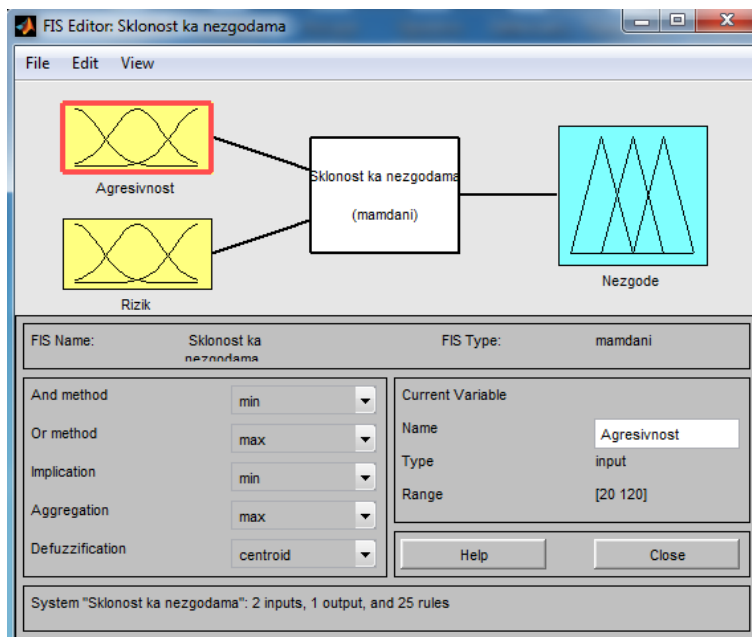 FIS Editor: Sklonost ka nezgodama
File Edit View
Agresivnost
Sklonost ka nezgodama
(mamdani)
Rizik
Nezgode
FIS Name: Sklonost ka nezgodama FIS Type: mamdani
And method min
Or method max
Implication min
Aggregation max
Defuzzification centroid
Current Variable
Name Agresivnost
Type input
Range [20 120]
Help Close
System "Sklonost ka nezgodama": 2 inputs, 1 output, and 25 rules